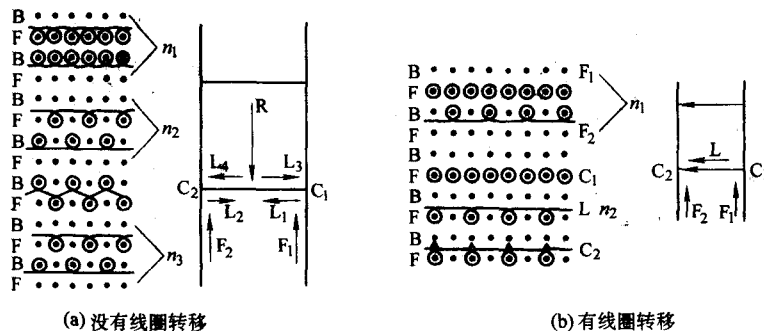 B
F
n₁
B
F
B
F
n₂
B
F
B
F
B
F
n₃
B
F
R
L₄ L₃
C₂ C₁
L₂ L₁
F₂ F₁
(a) 没有线圈转移
B F₁
F
n₁
B
F F₂
B
F C₁
B L n₂
F
B C₂
F
L
C₂ C
F₂ F₁
(b) 有线圈转移